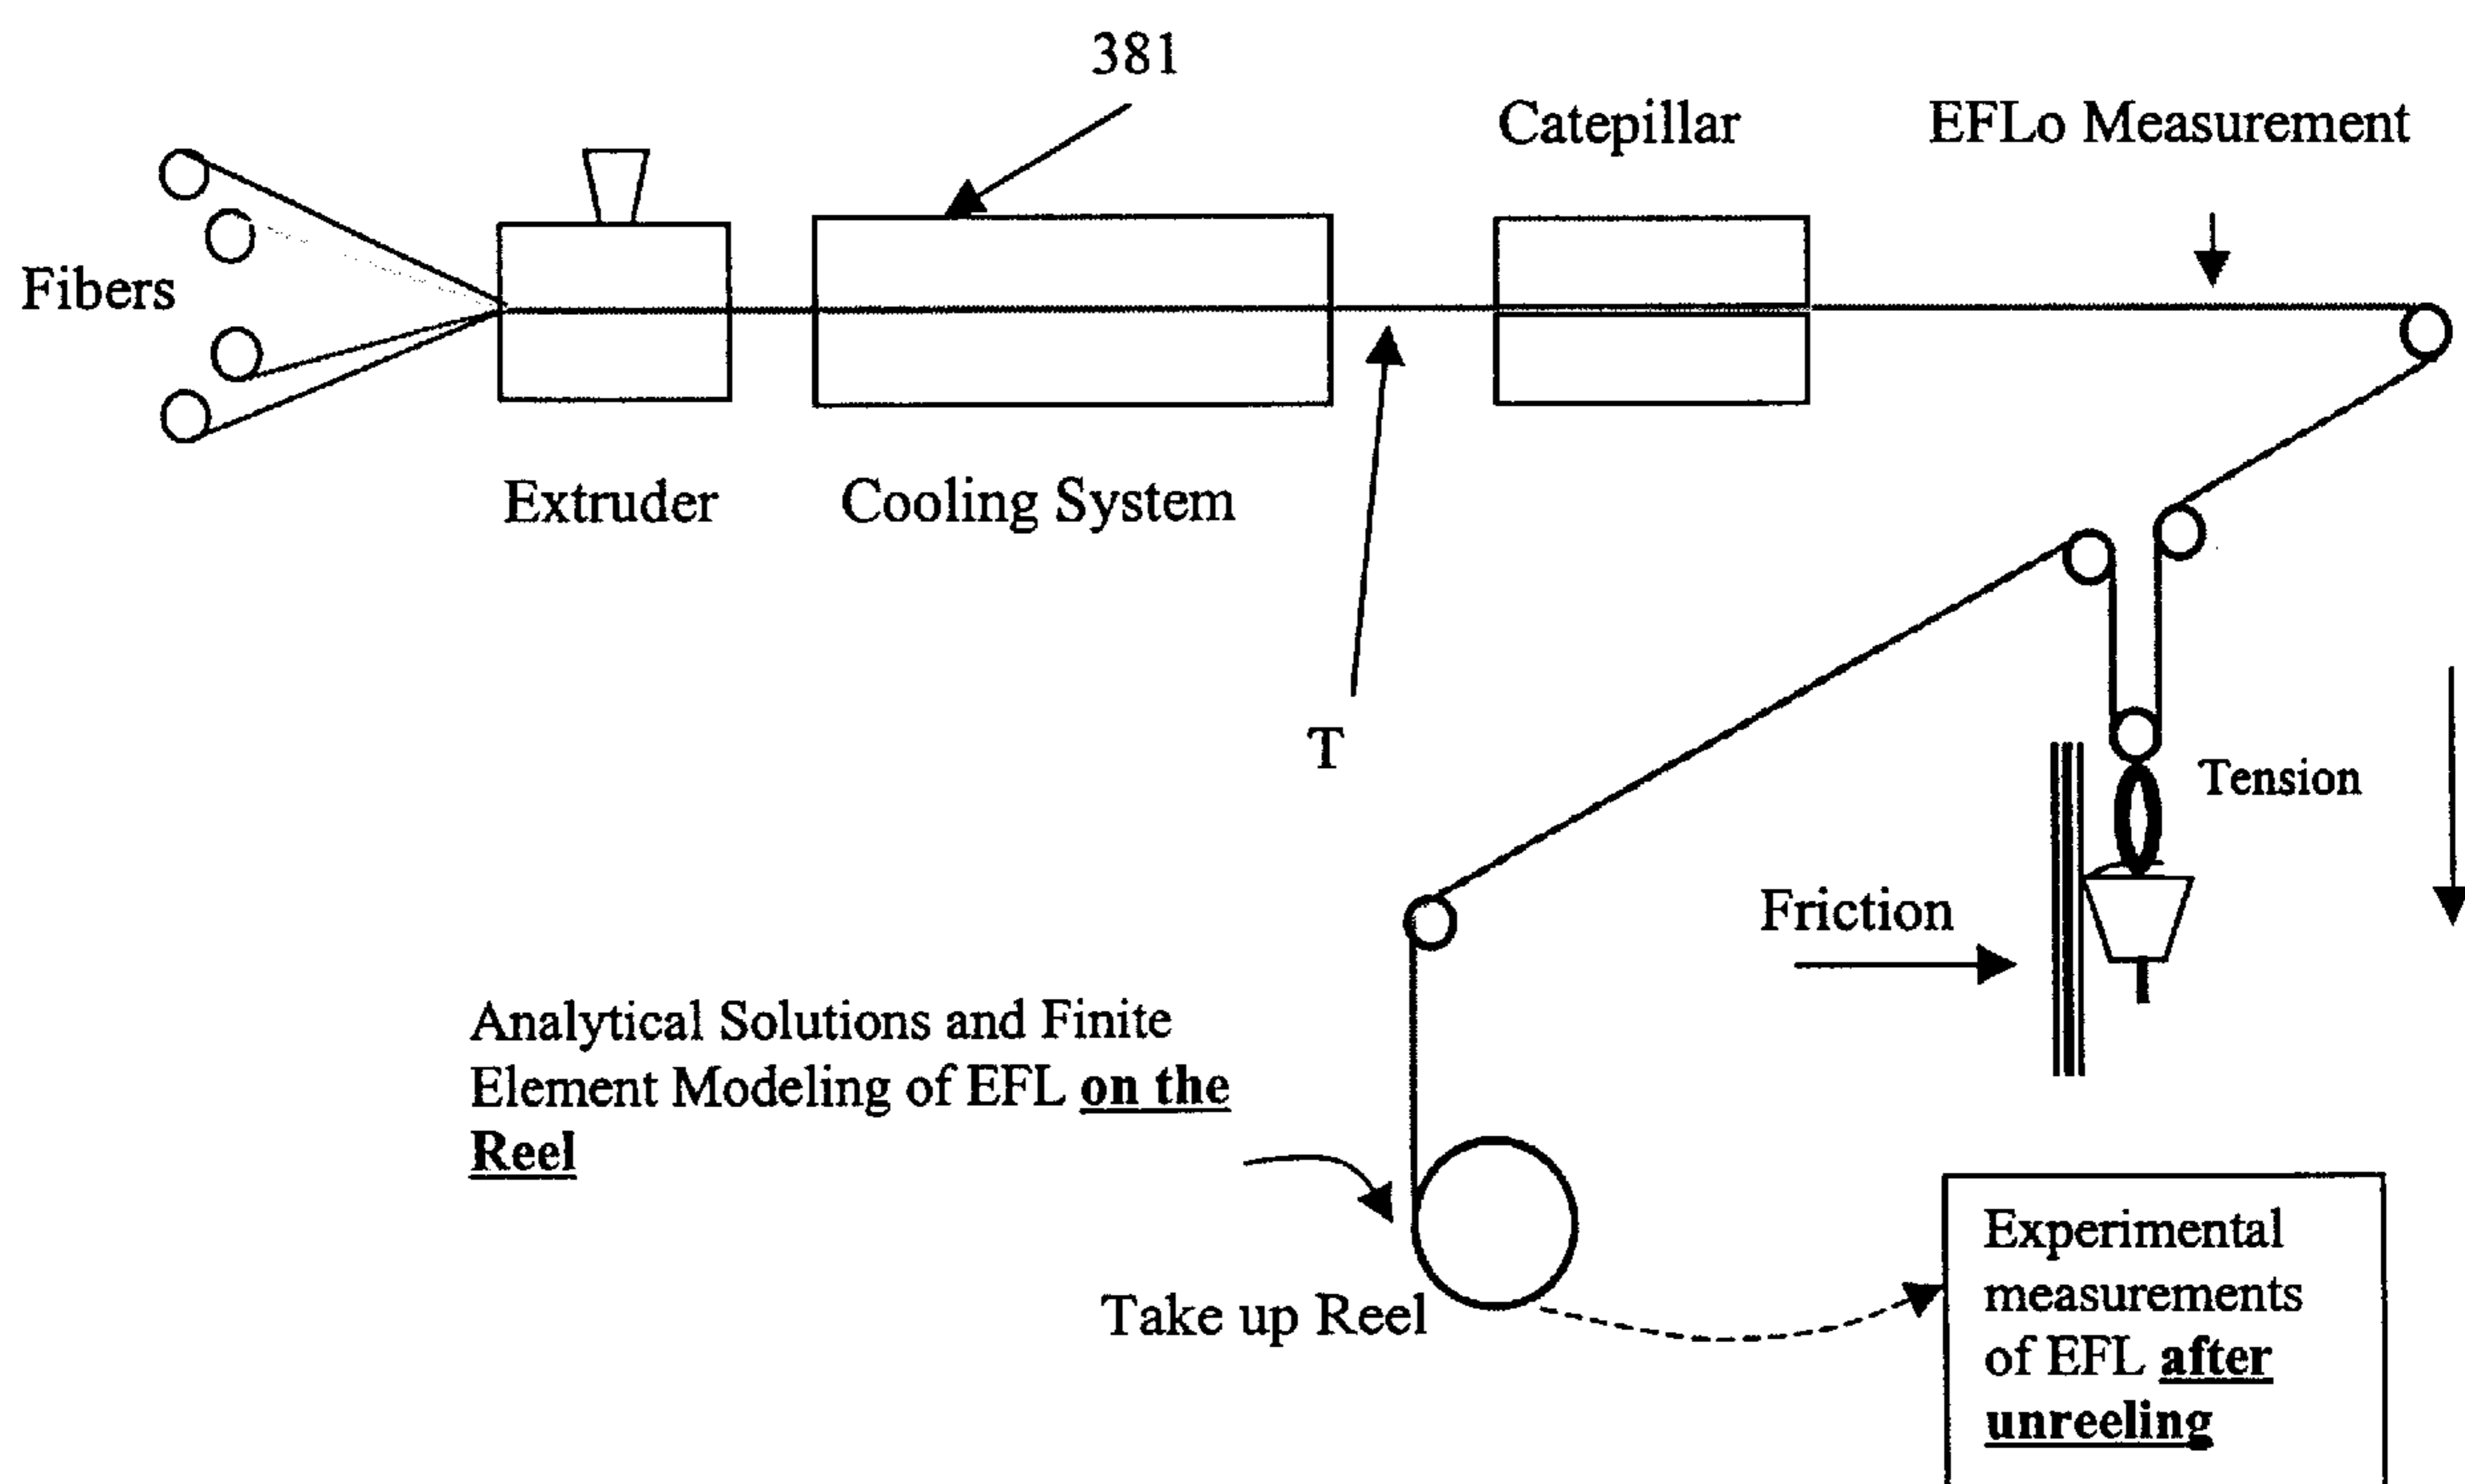 381
Catepillar
EFLo Measurement
Fibers
Extruder
Cooling System
T
Tension
Friction
Analytical Solutions and Finite
Element Modeling of EFL on the
Reel
Take up Reel
Experimental
measurements
of EFL after
unreeling